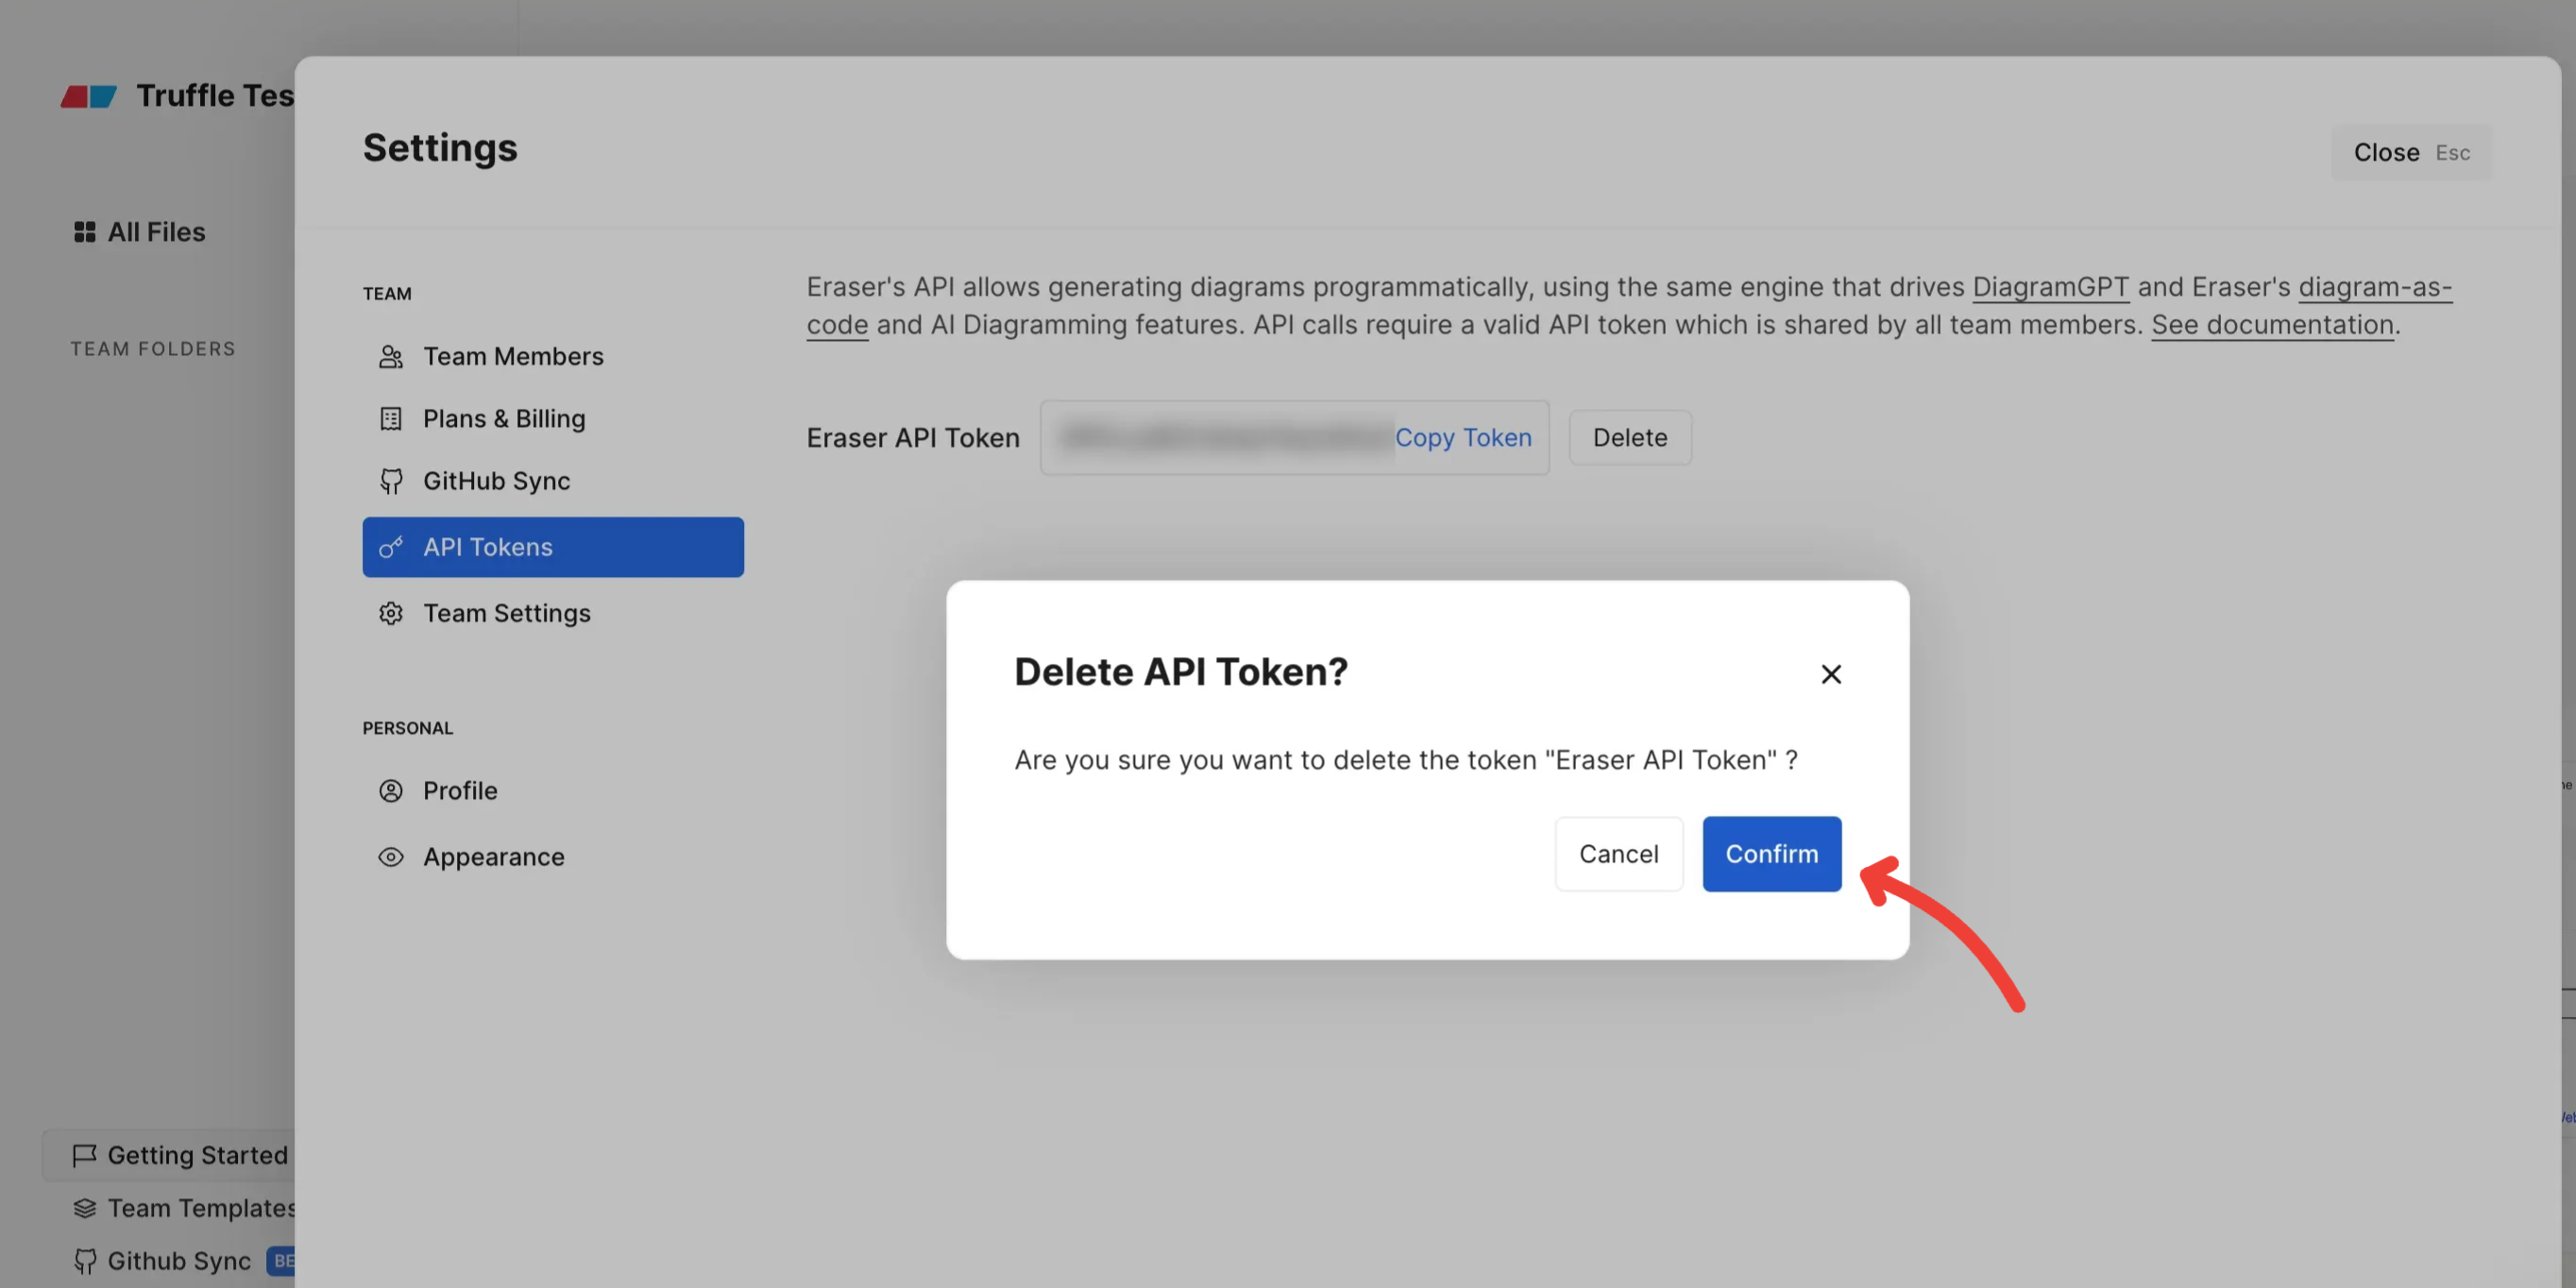 Truffle Tes
All Files
TEAM FOLDERS
Getting Started
Team Templates
Github Sync BE
Settings
Close Esc
TEAM
Team Members
Plans & Billing
GitHub Sync
API Tokens
Team Settings
PERSONAL
Profile
Appearance
Eraser's API allows generating diagrams programmatically, using the same engine that drives DiagramGPT and Eraser's diagram-as-
code and AI Diagramming features. API calls require a valid API token which is shared by all team members. See documentation.
Eraser API Token Copy Token Delete
Delete API Token?
Are you sure you want to delete the token "Eraser API Token" ?
Cancel Confirm